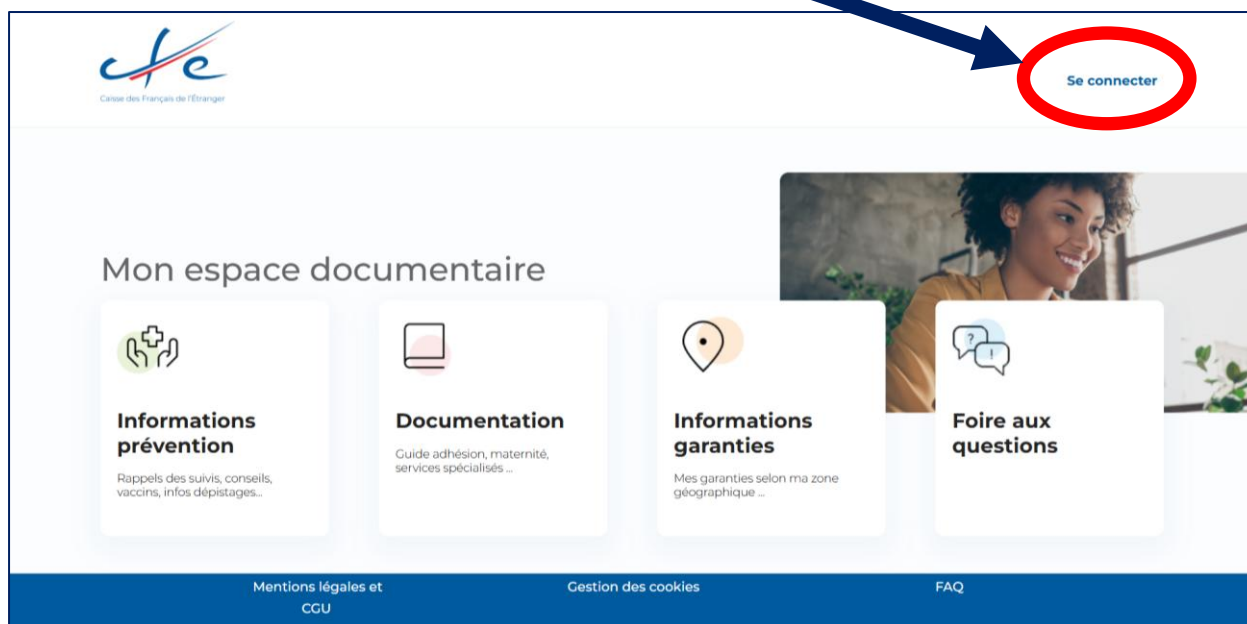 cfe
Caisse des Français de l'Étranger
Se connecter
Mon espace documentaire
Informations
prévention
Rappels des suivis, conseils,
vaccins, infos dépistages...
Documentation
Guide adhésion, maternité,
services spécialisés ...
Informations
garanties
Mes garanties selon ma zone
géographique ...
Foire aux
questions
Mentions légales et
CGU
Gestion des cookies
FAQ